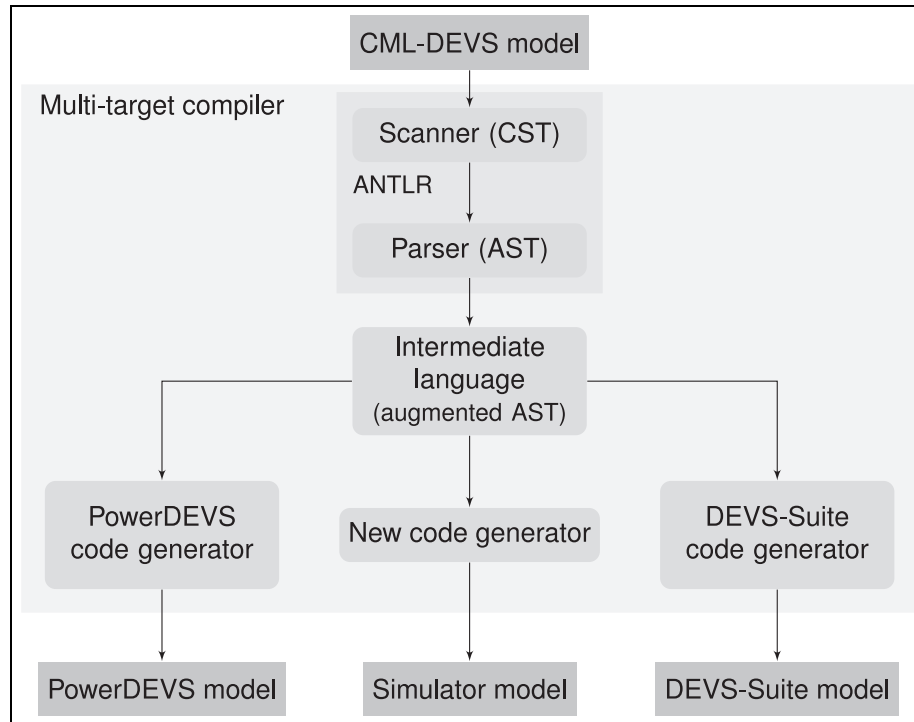 CML-DEVS model
Multi-target compiler
Scanner (CST)
ANTLR
Parser (AST)
Intermediate
language
(augmented AST)
PowerDEVS
code generator
New code generator
DEVS-Suite
code generator
PowerDEVS model
Simulator model
DEVS-Suite model